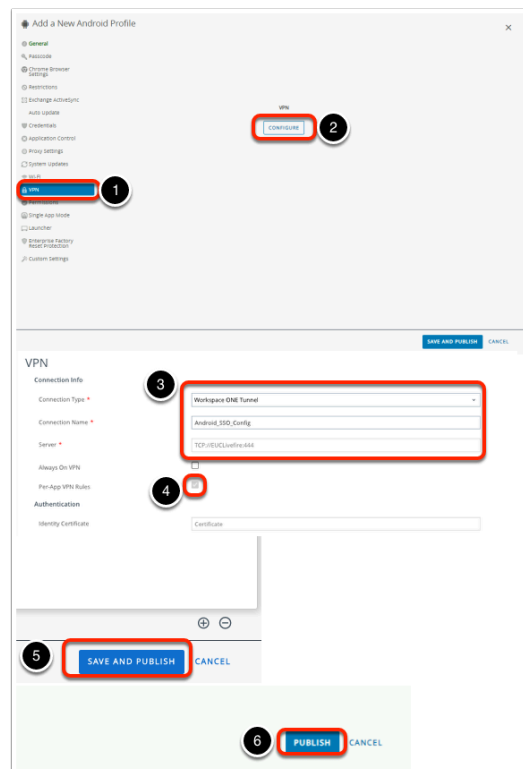 Add a New Android Profile
×
General
Passcode
Chrome Browser
Settings
Restrictions
Exchange ActiveSync
Auto Update
Credentials
Application Control
Proxy Settings
System Updates
Wi-Fi
VPN
1
Permissions
Single App Mode
Launcher
Enterprise Factory
Reset Protection
Custom Settings
VPN
CONFIGURE
2
SAVE AND PUBLISH
CANCEL
VPN
Connection Info
3
Connection Type *
Workspace ONE Tunnel
Connection Name *
Android_SSO_Config
Server *
TCP://EUCLivefire:444
Always On VPN
4
Per-App VPN Rules
Authentication
Identity Certificate
Certificate
5
SAVE AND PUBLISH
CANCEL
6
PUBLISH
CANCEL